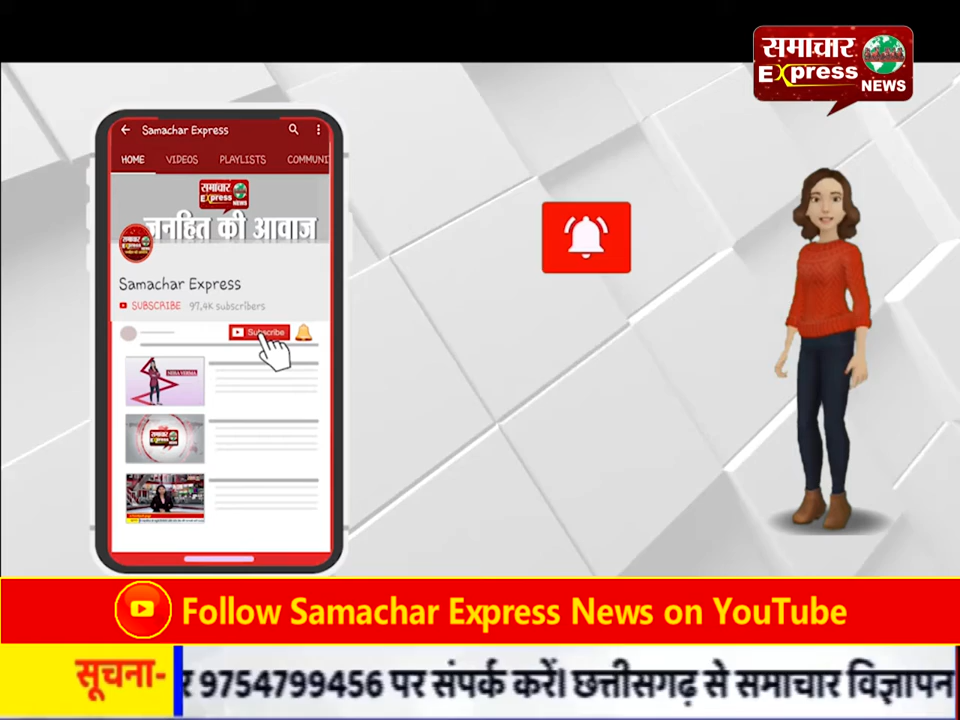 समाचार
Express
NEWS
Samachar Express
HOME VIDEOS PLAYLISTS COMMUNI
समाचार
Express
NEWS
जनहित की आवाज
Samachar Express
SUBSCRIBE 97.4K subscribers
Subscribe
NEHA VERMA
समाचार
Express
Follow Samachar Express News on YouTube
सूचना- र 9754799456 पर संपर्क करें। छत्तीसगढ़ से समाचार विज्ञापन